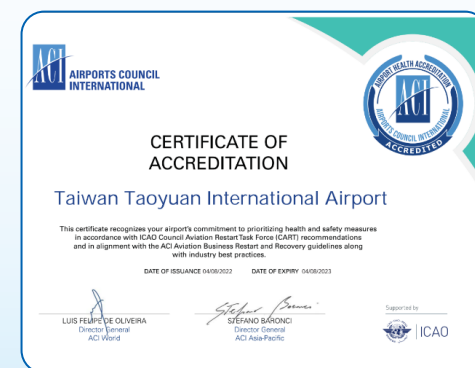 ACI
AIRPORTS COUNCIL
INTERNATIONAL
AIRPORT HEALTH ACCREDITATION
ACI
AIRPORTS COUNCIL INTERNATIONAL
ACCREDITED
CERTIFICATE OF
ACCREDITATION
Taiwan Taoyuan International Airport
This certificate recognizes your airport's commitment to prioritizing health and safety measures
in accordance with ICAO Council Aviation Restart Task Force (CART) recommendations
and in alignment with the ACI Aviation Business Restart and Recovery guidelines along
with industry best practices.
DATE OF ISSUANCE 04/08/2022 DATE OF EXPIRY 04/08/2023
LUIS FELIPE DE OLIVEIRA
Director General
ACI World
Stefano Baronci
STEFANO BARONCI
Director General
ACI Asia-Pacific
Supported by
ICAO